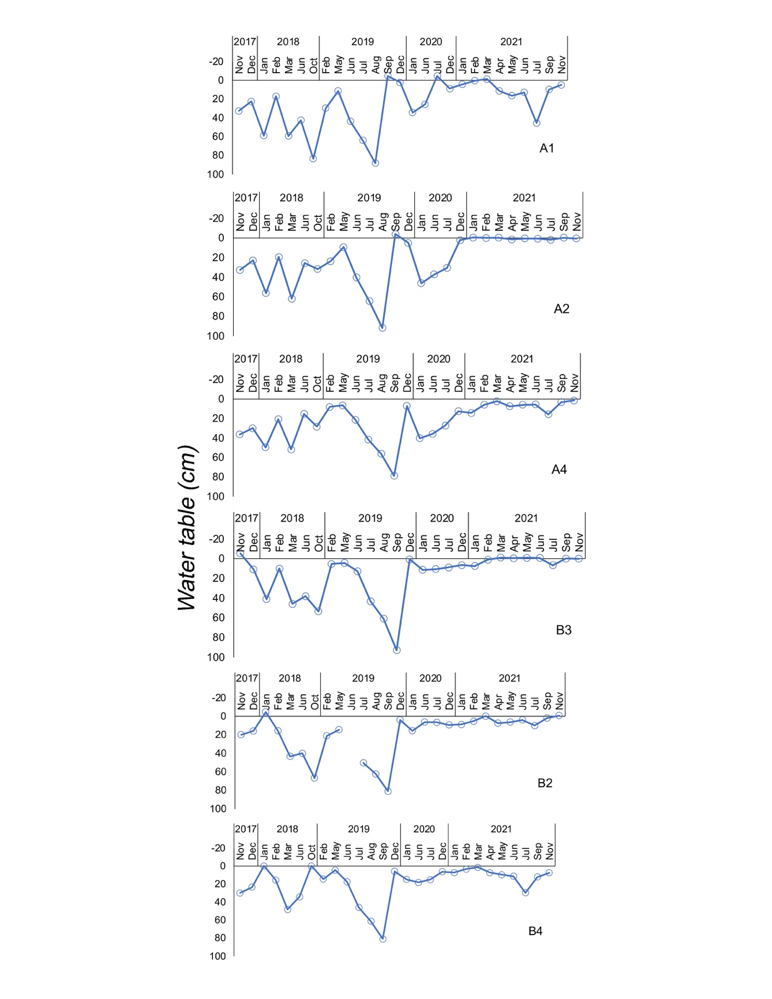 2017 2018 2019 2020 2021
Nov Dec Jan Feb Mar Jun Oct Feb May Jun Jul Aug Sep Dec Jan Jun Jul Dec Jan Feb Mar Apr May Jun Jul Sep Nov
-20
0
20
40
60
80
100
A1
2017 2018 2019 2020 2021
Nov Dec Jan Feb Mar Jun Oct Feb May Jun Jul Aug Sep Dec Jan Jun Jul Dec Jan Feb Mar Apr May Jun Jul Sep Nov
-20
0
20
40
60
80
100
A2
2017 2018 2019 2020 2021
Nov Dec Jan Feb Mar Jun Oct Feb May Jun Jul Aug Sep Dec Jan Jun Jul Dec Jan Feb Mar Apr May Jun Jul Sep Nov
-20
0
20
40
60
80
100
A4
Water table (cm)
2017 2018 2019 2020 2021
Nov Dec Jan Feb Mar Jun Oct Feb May Jun Jul Aug Sep Dec Jan Jun Jul Dec Jan Feb Mar Apr May Jun Jul Sep Nov
-20
0
20
40
60
80
100
B3
2017 2018 2019 2020 2021
Nov Dec Jan Feb Mar Jun Oct Feb May Jun Jul Aug Sep Dec Jan Jun Jul Dec Jan Feb Mar Apr May Jun Jul Sep Nov
-20
0
20
40
60
80
100
B2
2017 2018 2019 2020 2021
Nov Dec Jan Feb Mar Jun Oct Feb May Jun Jul Aug Sep Dec Jan Jun Jul Dec Jan Feb Mar Apr May Jun Jul Sep Nov
-20
0
20
40
60
80
100
B4